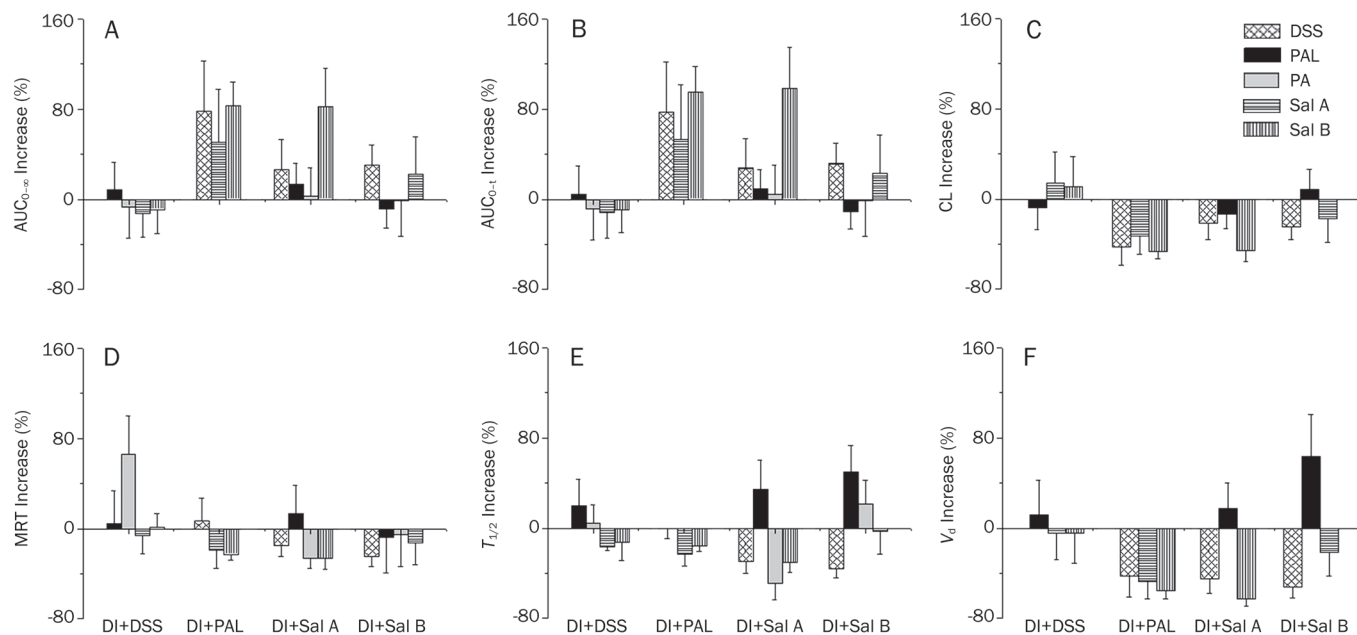 A
AUC₀₋∞ Increase (%)
160
80
0
-80
B
AUC₀₋t Increase (%)
160
80
0
-80
C
CL Increase (%)
160
80
0
-80
DSS
PAL
PA
Sal A
Sal B
D
MRT Increase (%)
160
80
0
-80
DI+DSS DI+PAL DI+Sal A DI+Sal B
E
T1/2 Increase (%)
160
80
0
-80
DI+DSS DI+PAL DI+Sal A DI+Sal B
F
Vd Increase (%)
160
80
0
-80
DI+DSS DI+PAL DI+Sal A DI+Sal B